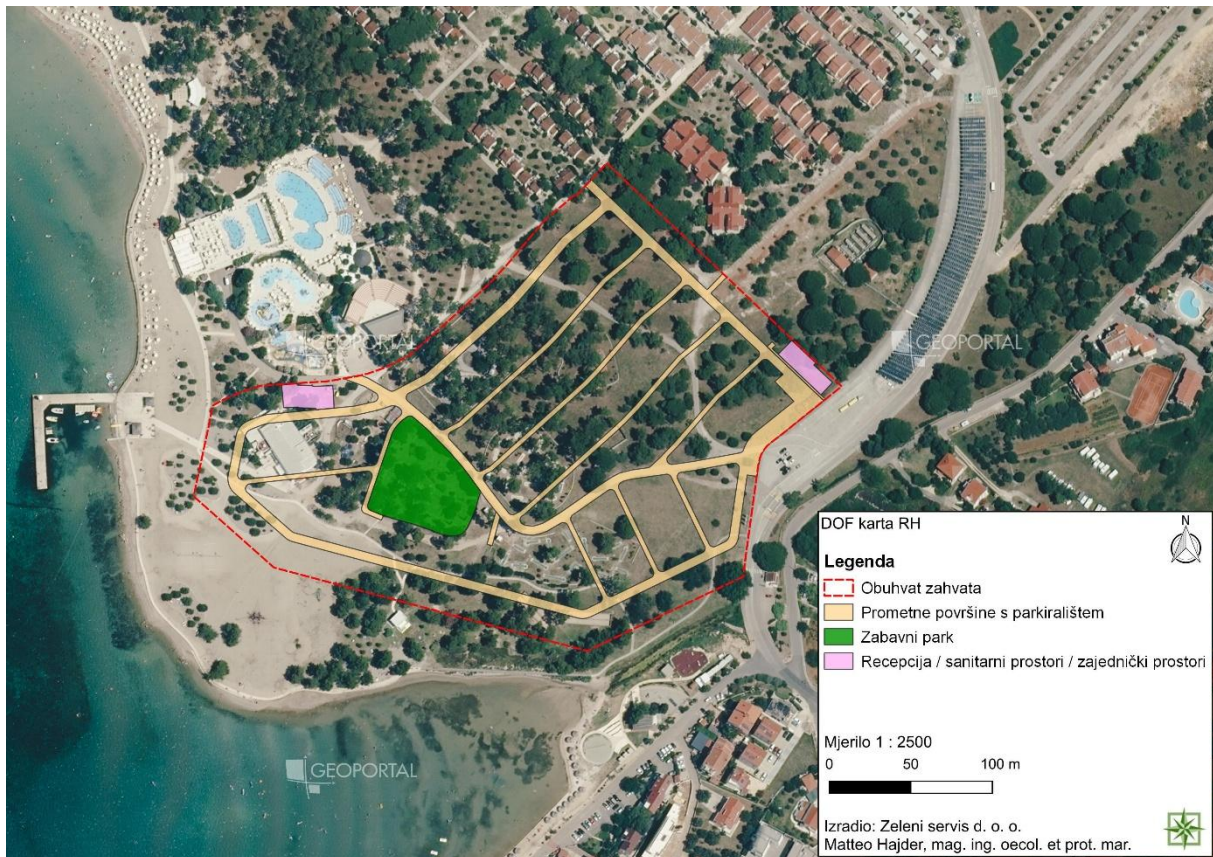 GEOPORTAL
GEOPORTAL
GEOPORTAL
DOF karta RH
N
Legenda
Obuhvat zahvata
Prometne površine s parkiralištem
Zabavni park
Recepcija / sanitarni prostori / zajednički prostori
Mjerilo 1 : 2500
0 50 100 m
Izradio: Zeleni servis d. o. o.
Matteo Hajder, mag. ing. oecol. et prot. mar.